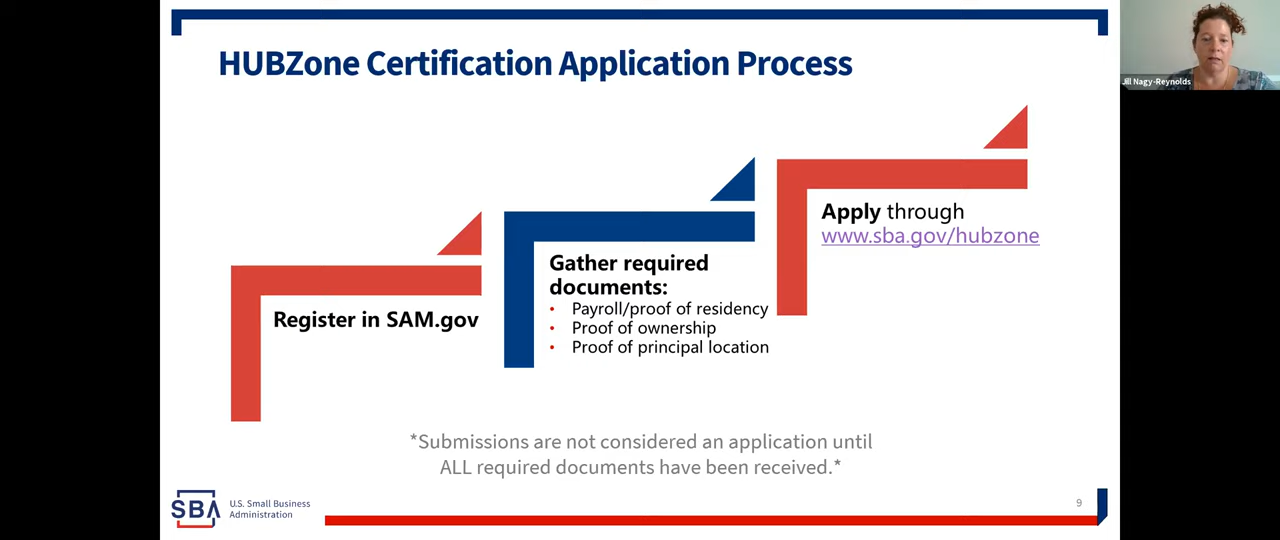 HUBZone Certification Application Process
Jill Nagy-Reynolds
Register in SAM.gov
Gather required
documents:
• Payroll/proof of residency
• Proof of ownership
• Proof of principal location
Apply through
www.sba.gov/hubzone
*Submissions are not considered an application until
ALL required documents have been received.*
SBA
U.S. Small Business
Administration
9